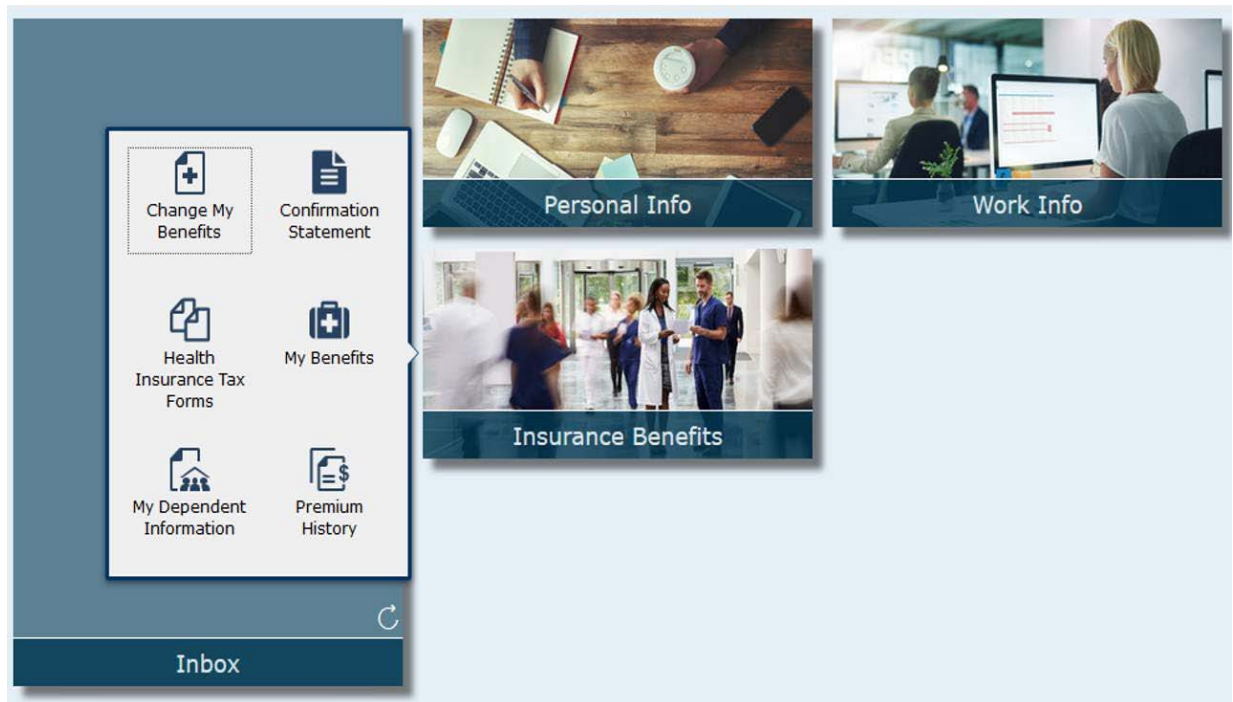 Change My
Benefits
Confirmation
Statement
Health
Insurance Tax
Forms
My Benefits
My Dependent
Information
Premium
History
Inbox
Personal Info
Work Info
Insurance Benefits